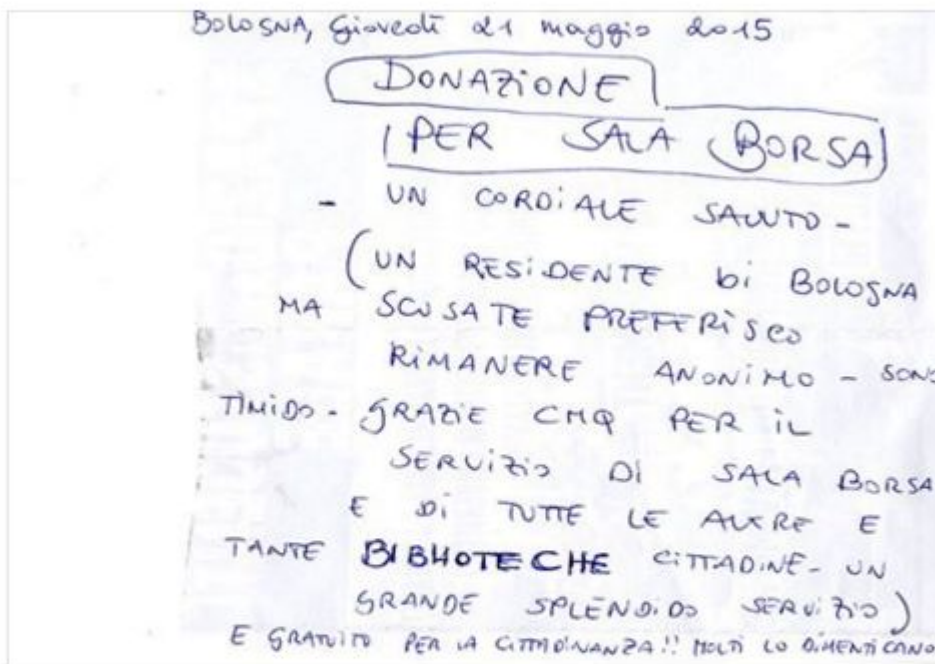 BOLOGNA, Giovedì 21 maggio 2015
DONAZIONE
PER SALA BORSA
- UN CORDIALE SALUTO -
(UN RESIDENTE DI BOLOGNA
MA SCUSATE PREFERISCO
RIMANERE ANONIMO - SONO
TIMIDO - GRAZIE CMQ PER IL
SERVIZIO DI SALA BORSA
E DI TUTTE LE ALTRE E
TANTE BIBLIOTECHE CITTADINE - UN
GRANDE SPLENDIDO SERVIZIO)
E GRATUITO PER LA CITTADINANZA!! MOLTI LO DIMENTICANO